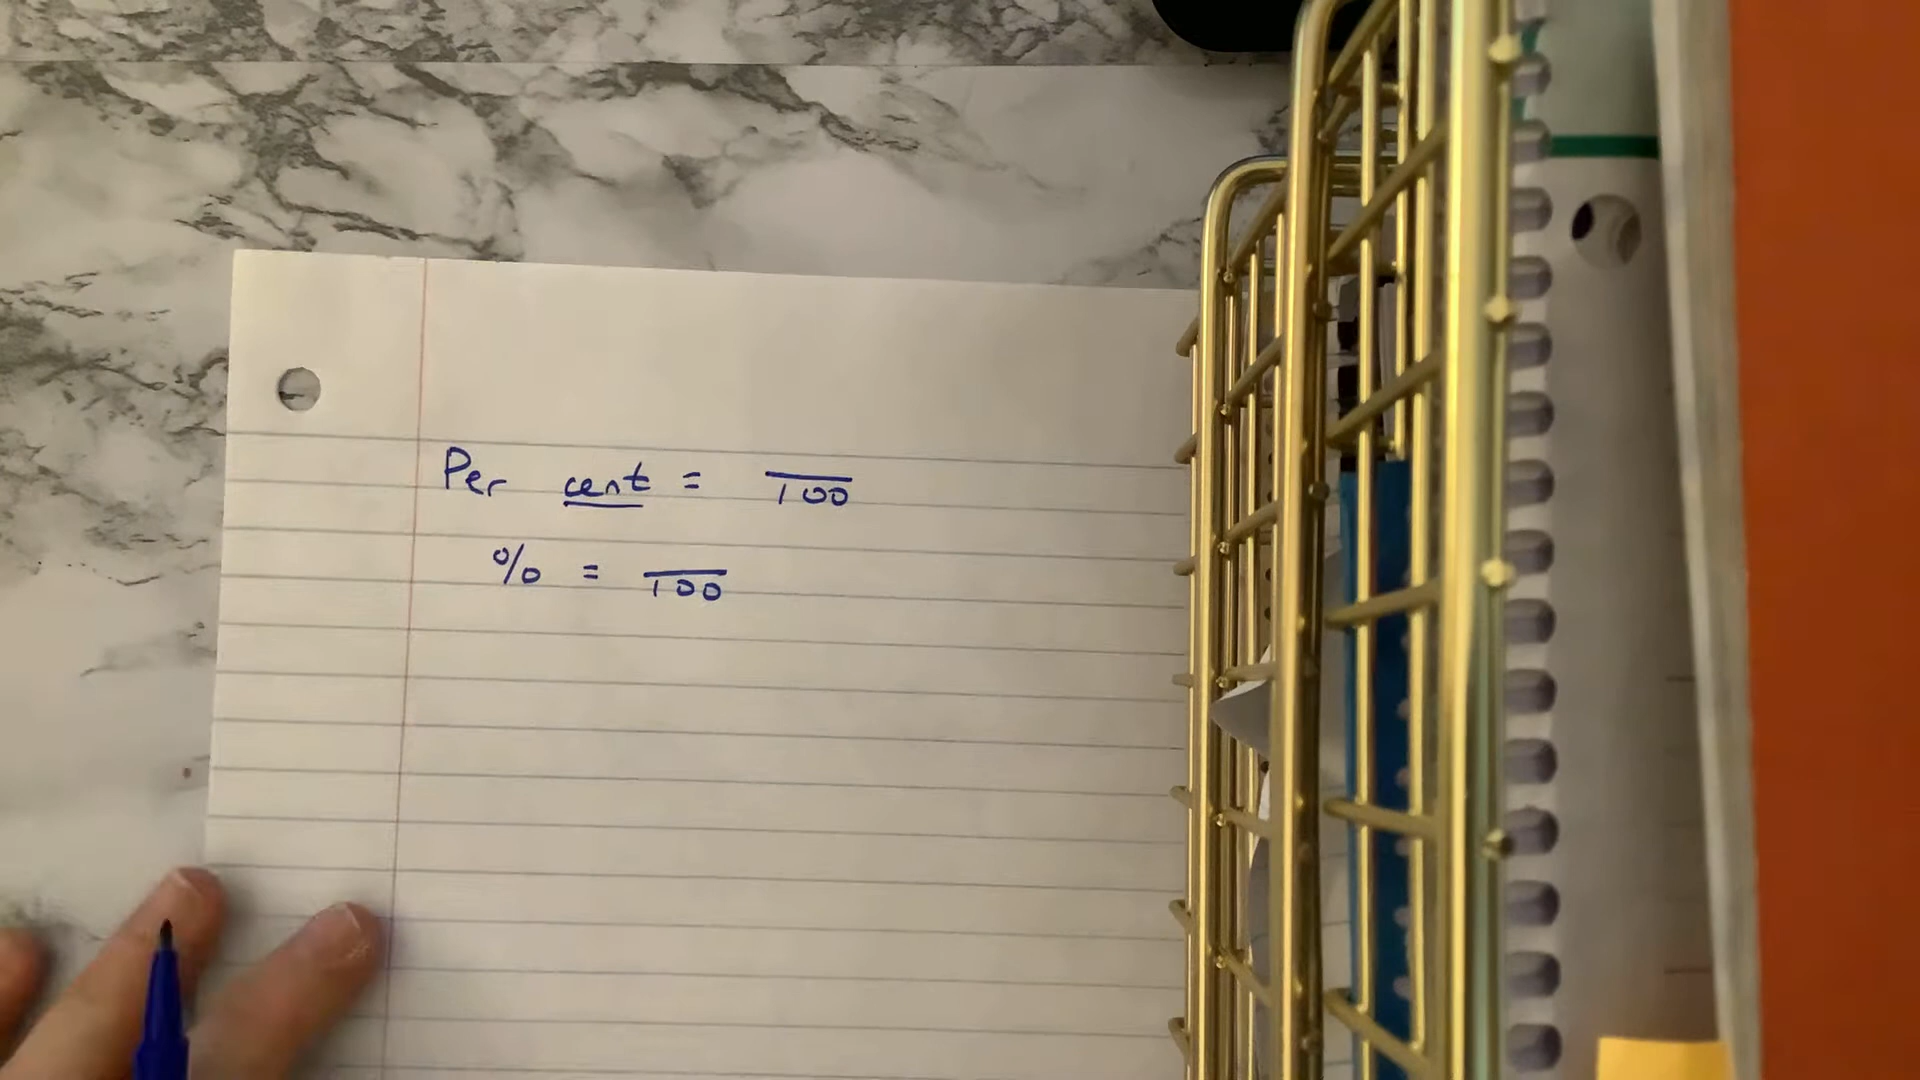 Per cent = /100
% = /100